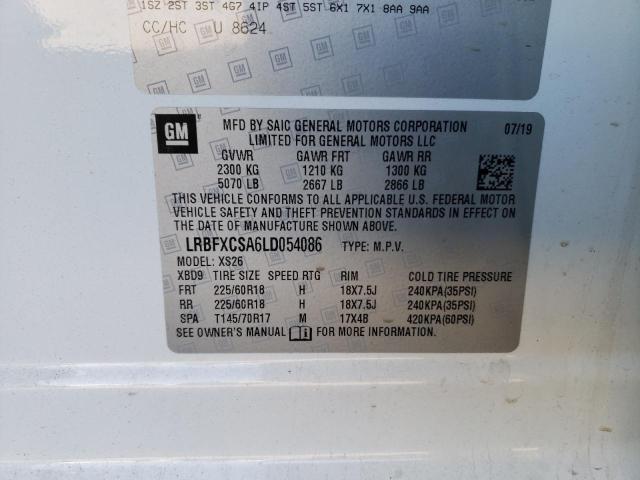 1SZ 2ST 3ST 4G7 4IP 4ST 5ST 6X1 7X1 8AA 9AA
CC/HC U 8624
GM
MFD BY SAIC GENERAL MOTORS CORPORATION 07/19
LIMITED FOR GENERAL MOTORS LLC
GVWR GAWR FRT GAWR RR
2300 KG 1210 KG 1300 KG
5070 LB 2667 LB 2866 LB
THIS VEHICLE CONFORMS TO ALL APPLICABLE U.S. FEDERAL MOTOR
VEHICLE SAFETY AND THEFT PREVENTION STANDARDS IN EFFECT ON
THE DATE OF MANUFACTURE SHOWN ABOVE.
LRBFXCSA6LD054086 TYPE: M.P.V.
MODEL: XS26
XBD9 TIRE SIZE SPEED RTG RIM COLD TIRE PRESSURE
FRT 225/60R18 H 18X7.5J 240KPA(35PSI)
RR 225/60R18 H 18X7.5J 240KPA(35PSI)
SPA T145/70R17 M 17X4B 420KPA(60PSI)
SEE OWNER'S MANUAL FOR MORE INFORMATION.